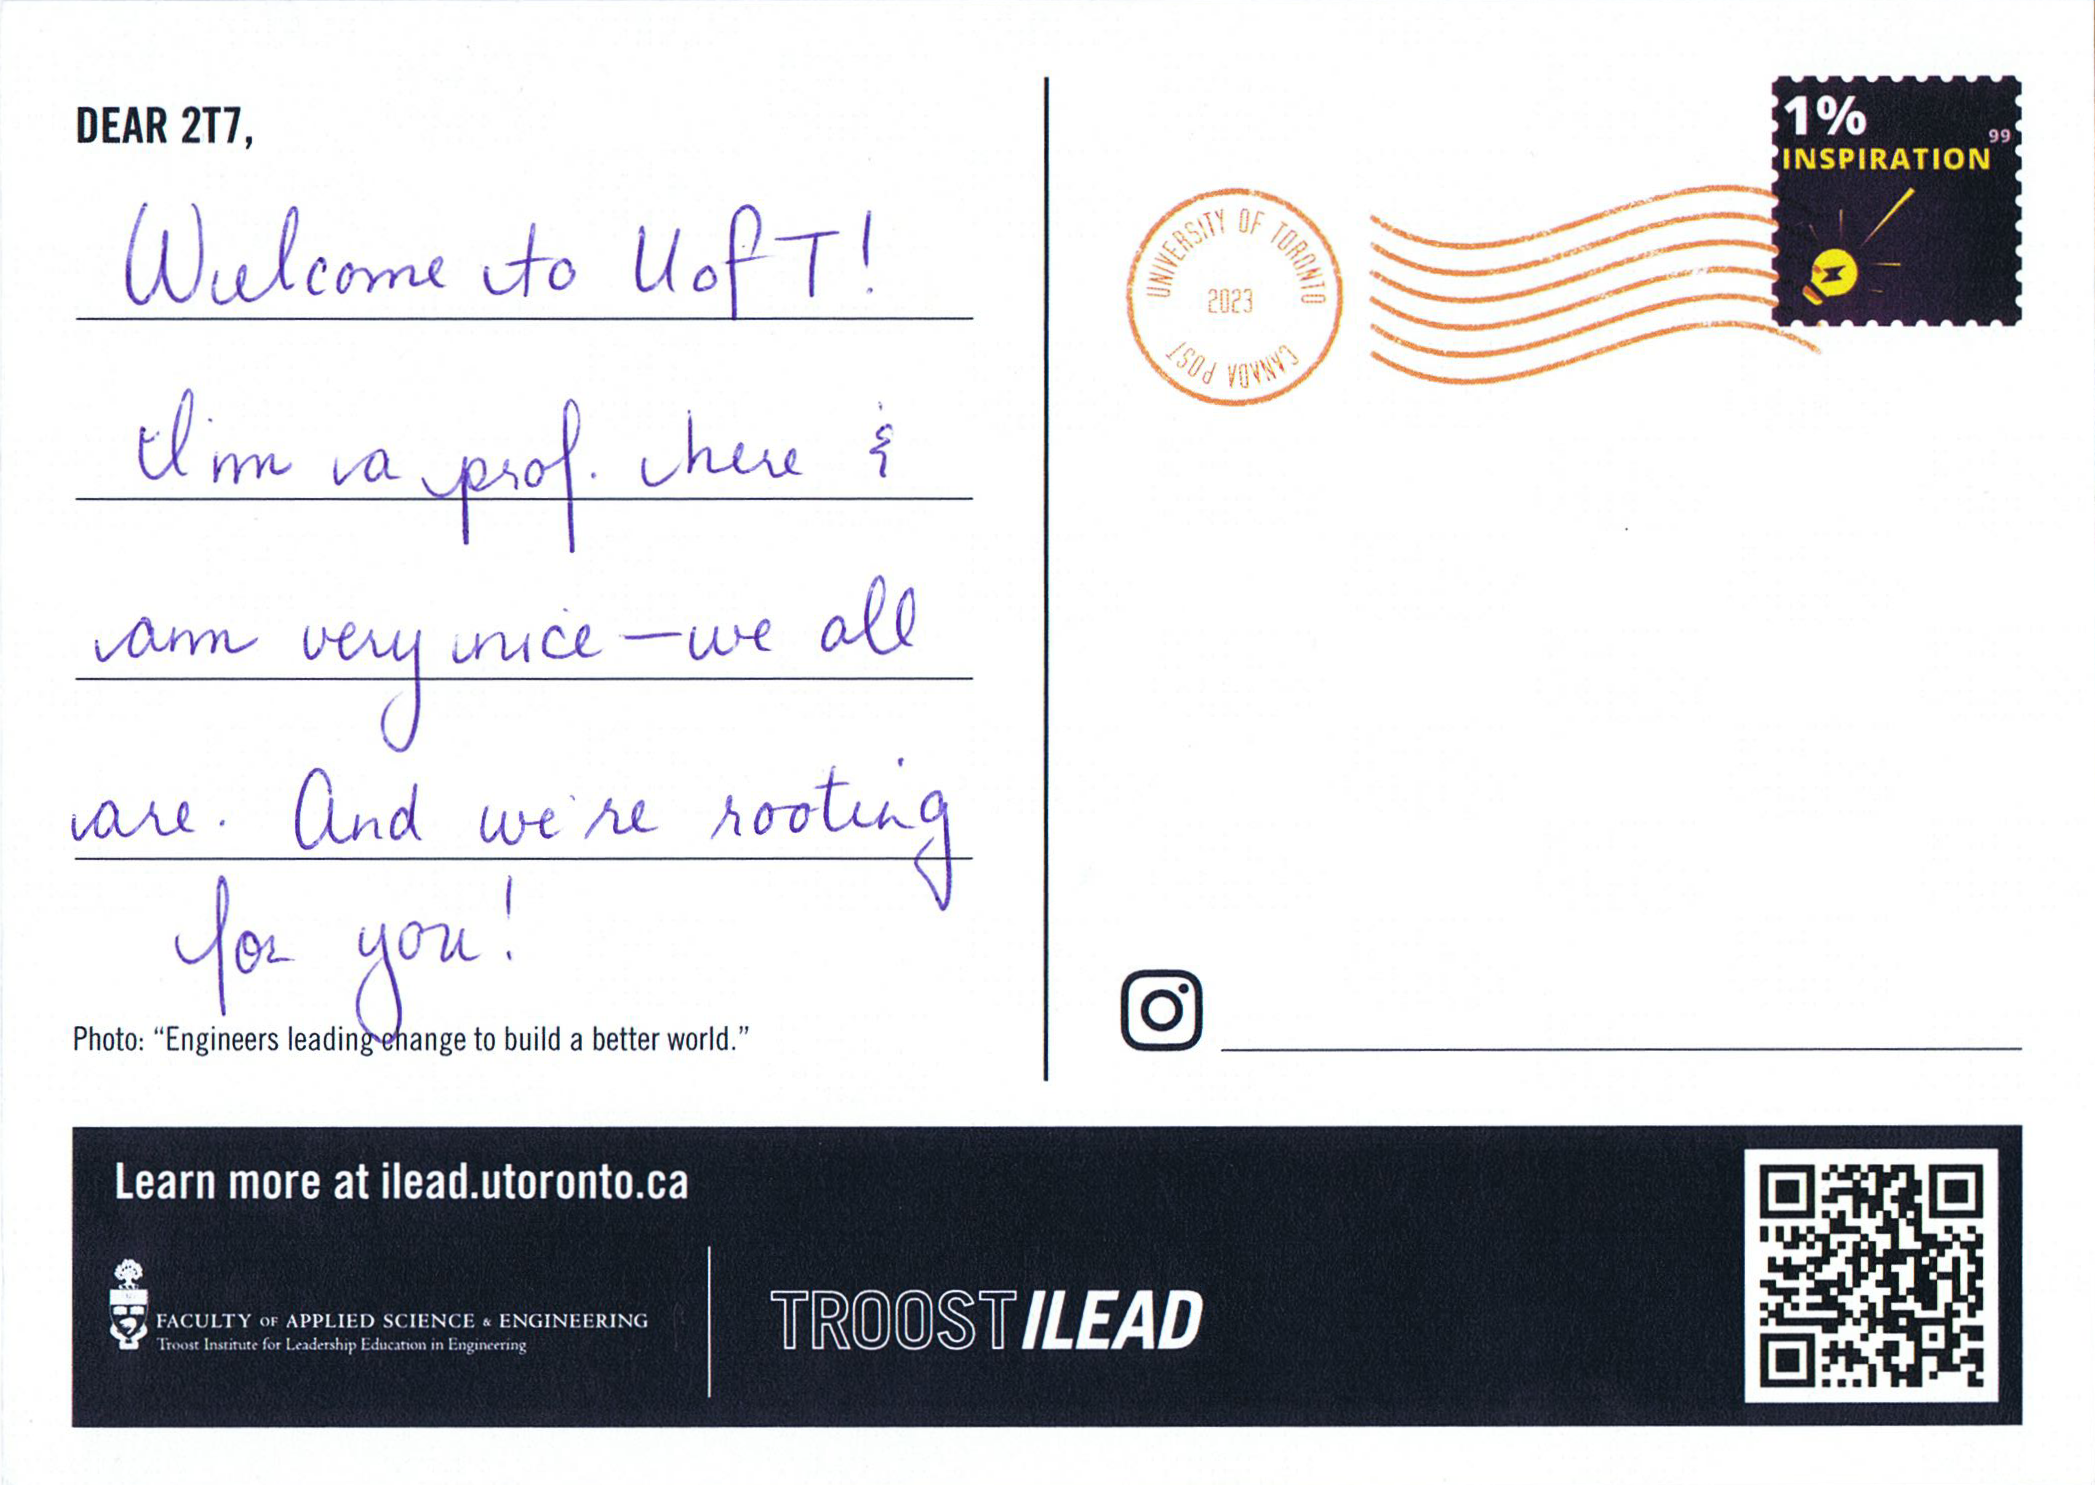 DEAR 2T7,
Welcome to UofT!
I'm a prof. here &
am very nice — we all
are. And we're rooting
for you!
Photo: “Engineers leading change to build a better world.”
1%
99
INSPIRATION
UNIVERSITY OF TORONTO
2023
CANADA POST
Learn more at ilead.utoronto.ca
FACULTY OF APPLIED SCIENCE & ENGINEERING
Troost Institute for Leadership Education in Engineering
TROOST ILEAD